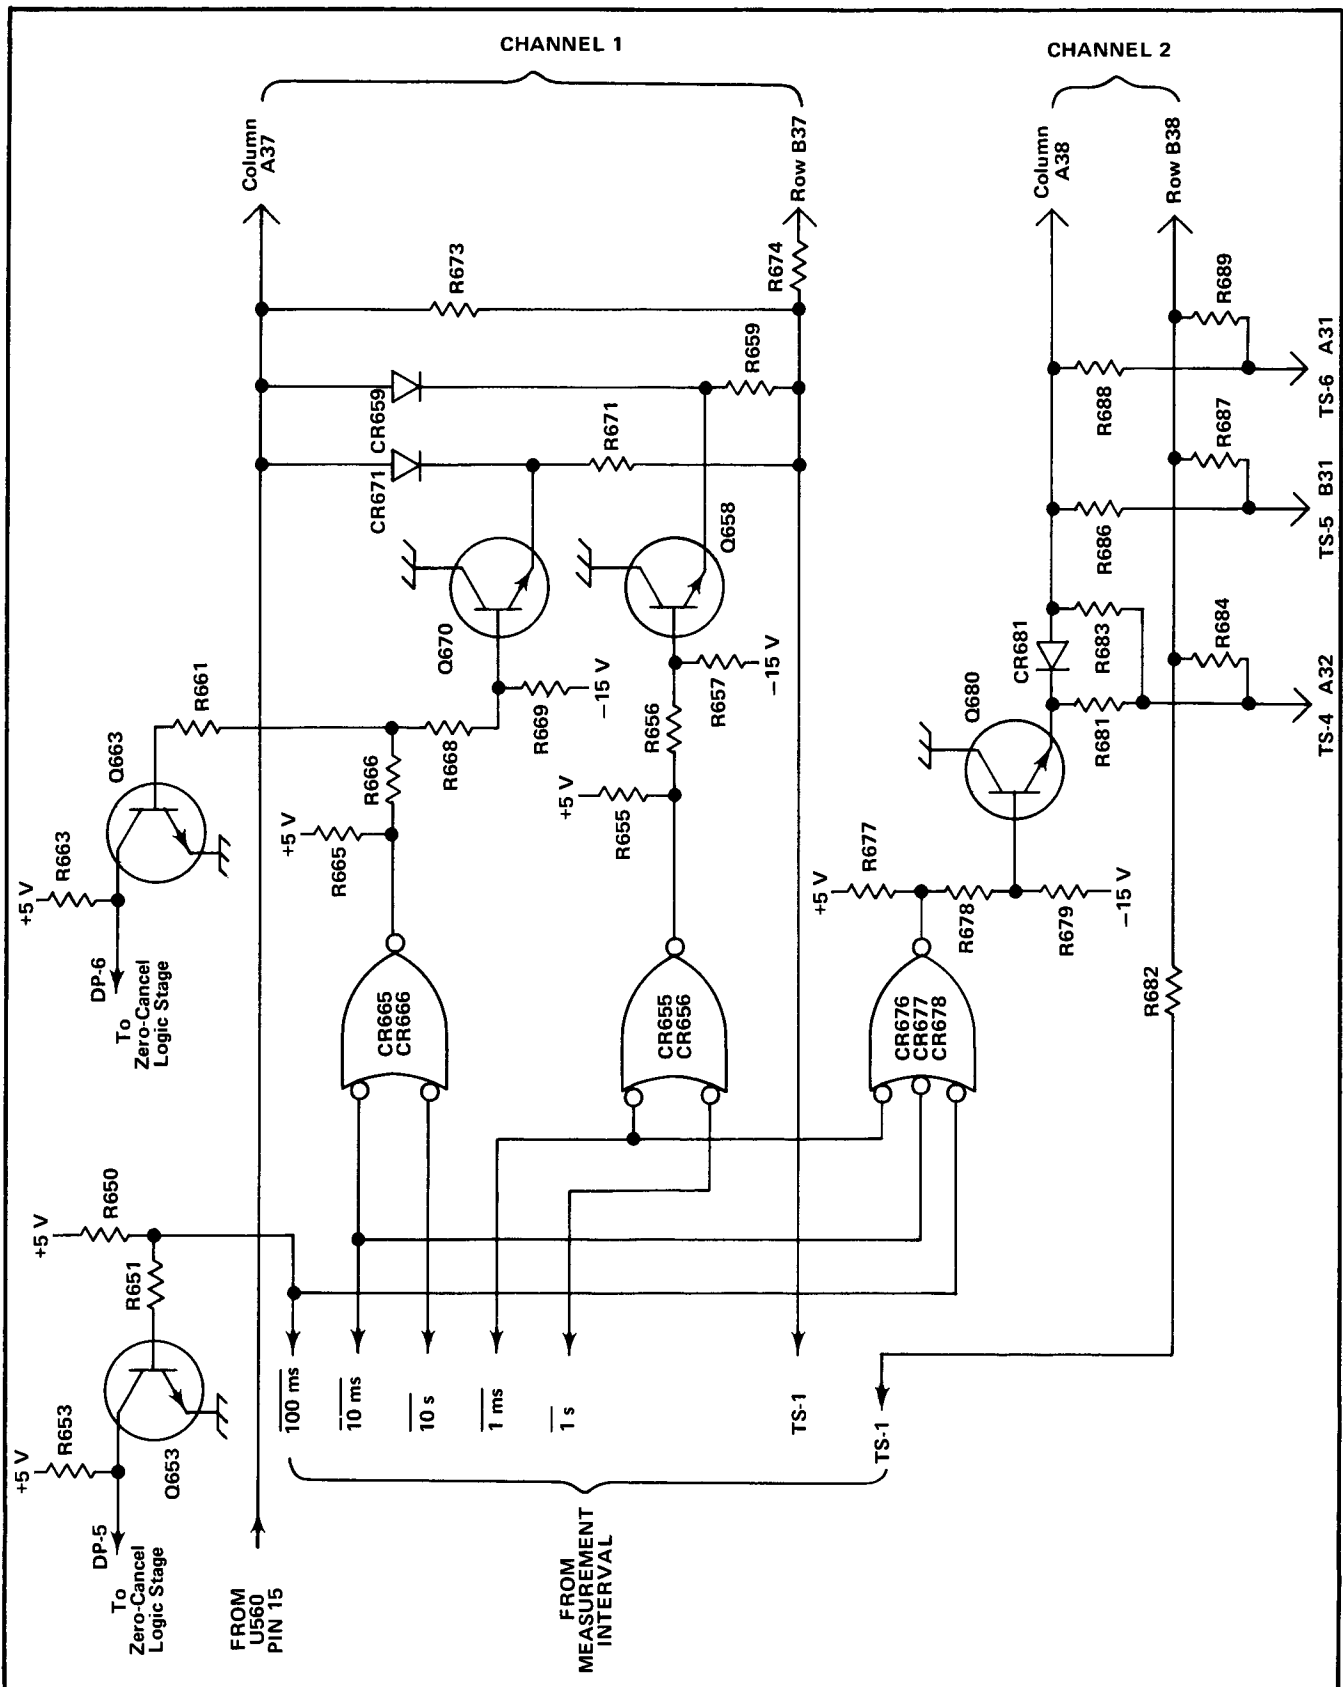 CHANNEL 1
CHANNEL 2
Column
A37
Row B37
Column
A38
Row B38
R673
R674
CR659
R659
CR671
R671
Q658
Q670
R661
Q663
R663
+5 V
DP-6
To
Zero-Cancel
Logic Stage
R666
R668
R669
−15 V
+5 V
R665
R656
R657
−15 V
+5 V
R655
CR665
CR666
CR655
CR656
CR676
CR677
CR678
+5 V
R677
R678
R679
−15 V
Q680
CR681
R681
R683
R684
R686
R687
R688
R689
R682
TS-4 A32
TS-5 B31
TS-6 A31
+5 V
R650
R651
+5 V
R653
Q653
DP-5
To
Zero-Cancel
Logic Stage
FROM
U560
PIN 15
100 ms
10 ms
10 s
1 ms
1 s
TS-1
TS-1
FROM
MEASUREMENT
INTERVAL